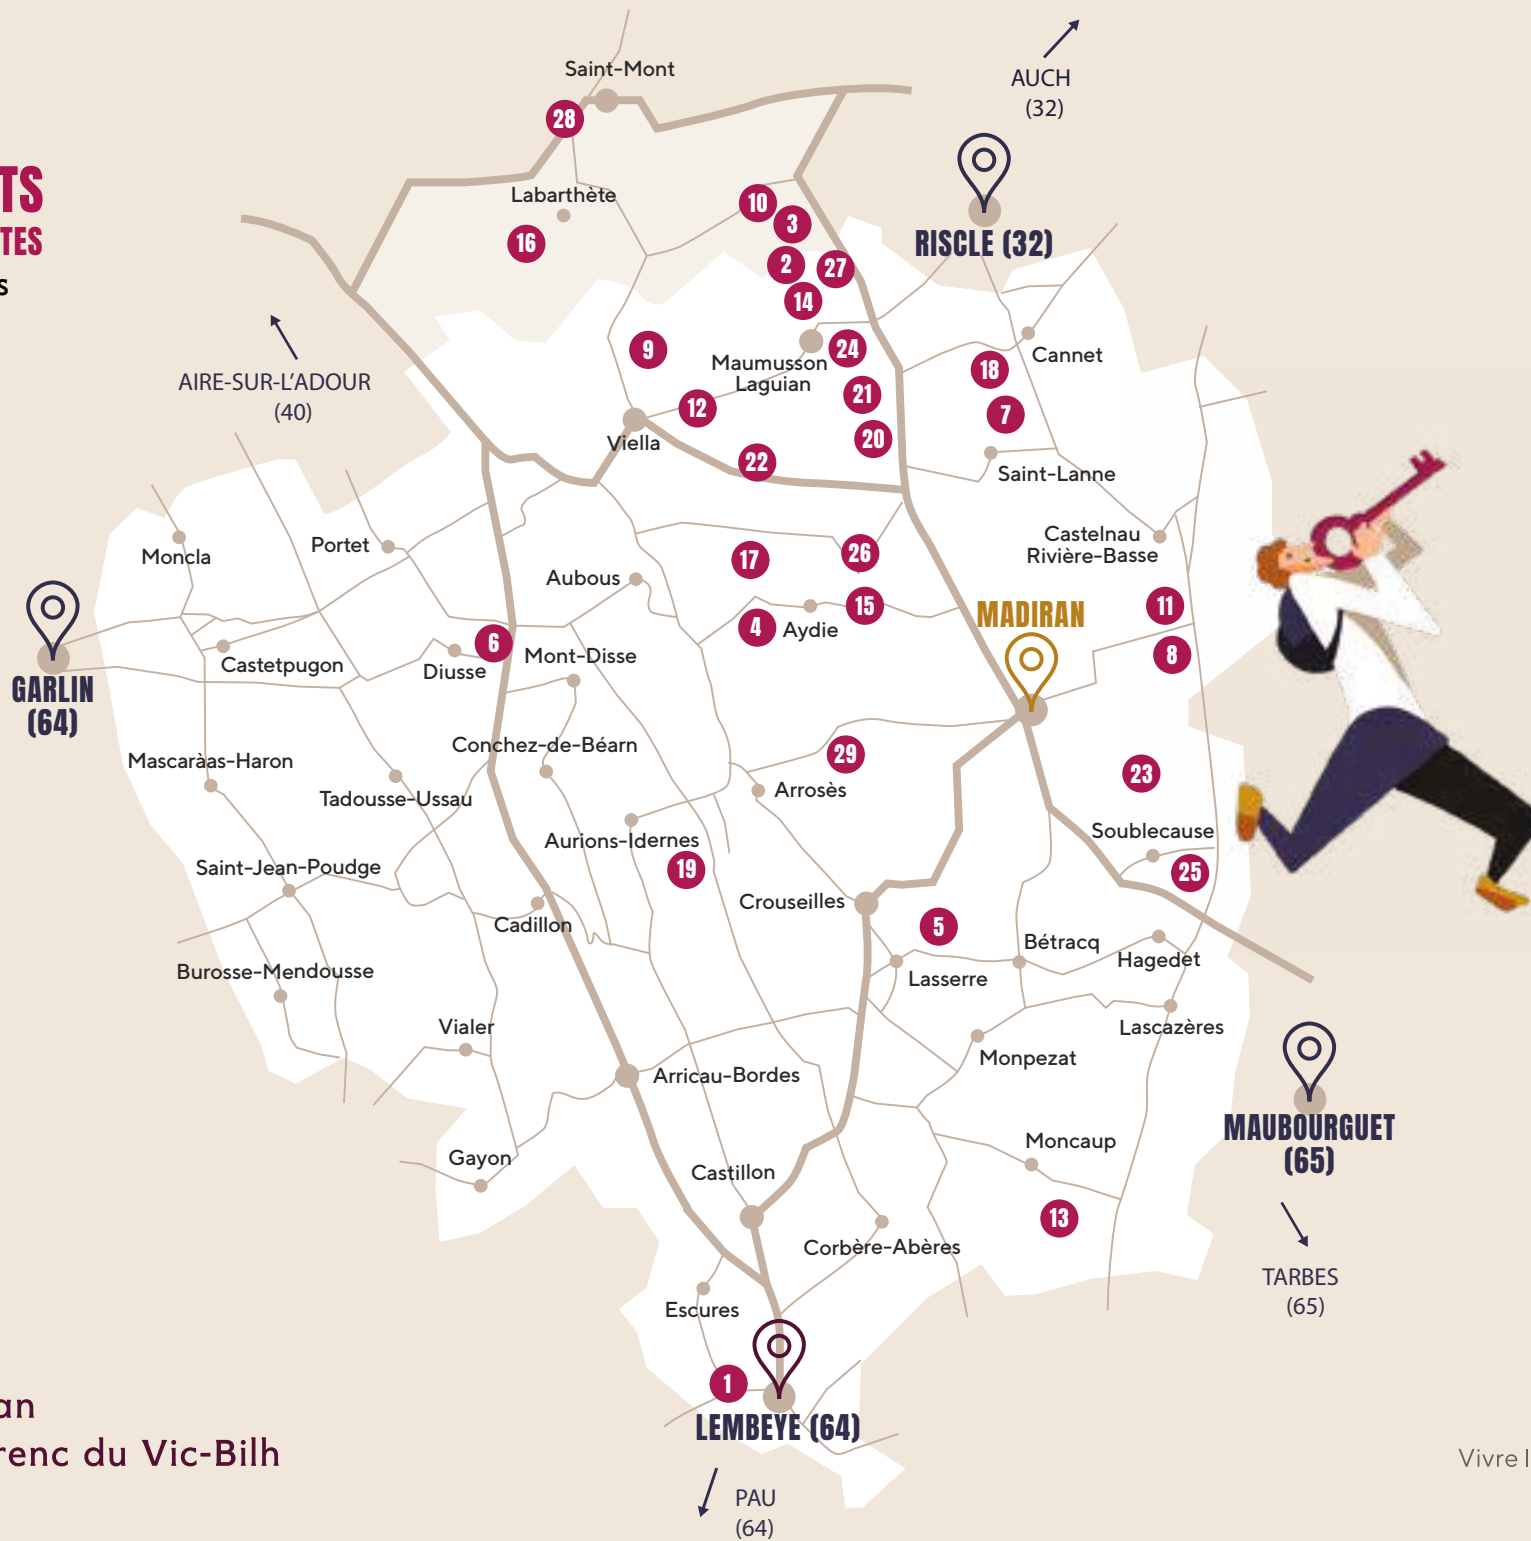 Saint-Mont
AUCH
(32)
28
TS
TES
s
Labarthète
16
10
3
2
27
14
RISCLE (32)
AIRE-SUR-L'ADOUR
(40)
9
Maumusson
Laguian
24
Cannet
18
21
7
12
Viella
20
22
Saint-Lanne
Moncla
Portet
Castelnau
Rivière-Basse
17
26
Aubous
15
11
4
Aydie
MADIRAN
6
Castetpugon
Diusse
Mont-Disse
8
GARLIN
(64)
Conchez-de-Béarn
29
Mascaràas-Haron
23
Tadousse-Ussau
Arrosès
Aurions-Idernes
Soublecause
Saint-Jean-Poudge
19
25
Crouseilles
Cadillon
5
Bétracq
Hagedet
Burosse-Mendousse
Lasserre
Vialer
Lascazères
Monpezat
Arricau-Bordes
MAUBOURGUET
(65)
Gayon
Castillon
Moncaup
13
Corbère-Abères
TARBES
(65)
Escures
1
LEMBEYE (64)
an
renc du Vic-Bilh
Vivre l
PAU
(64)